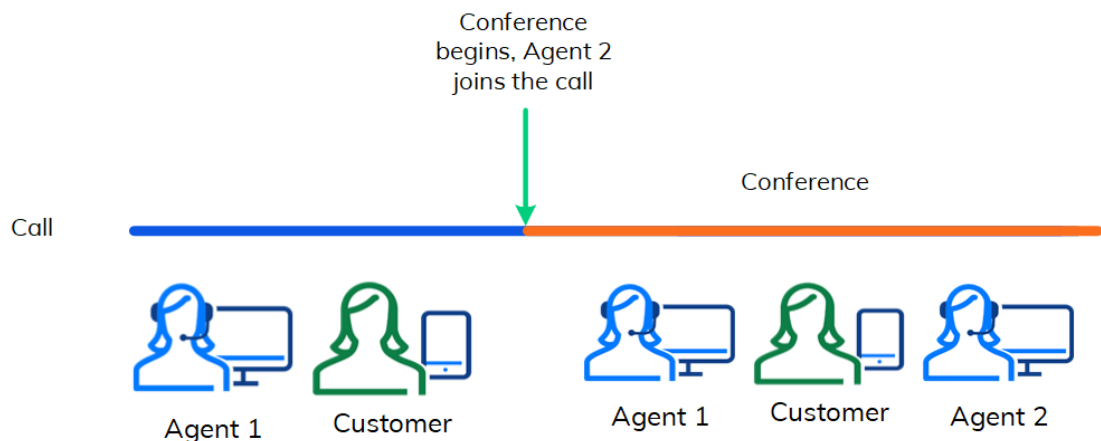 Conference
begins, Agent 2
joins the call
Conference
Call
Agent 1
Customer
Agent 1
Customer
Agent 2